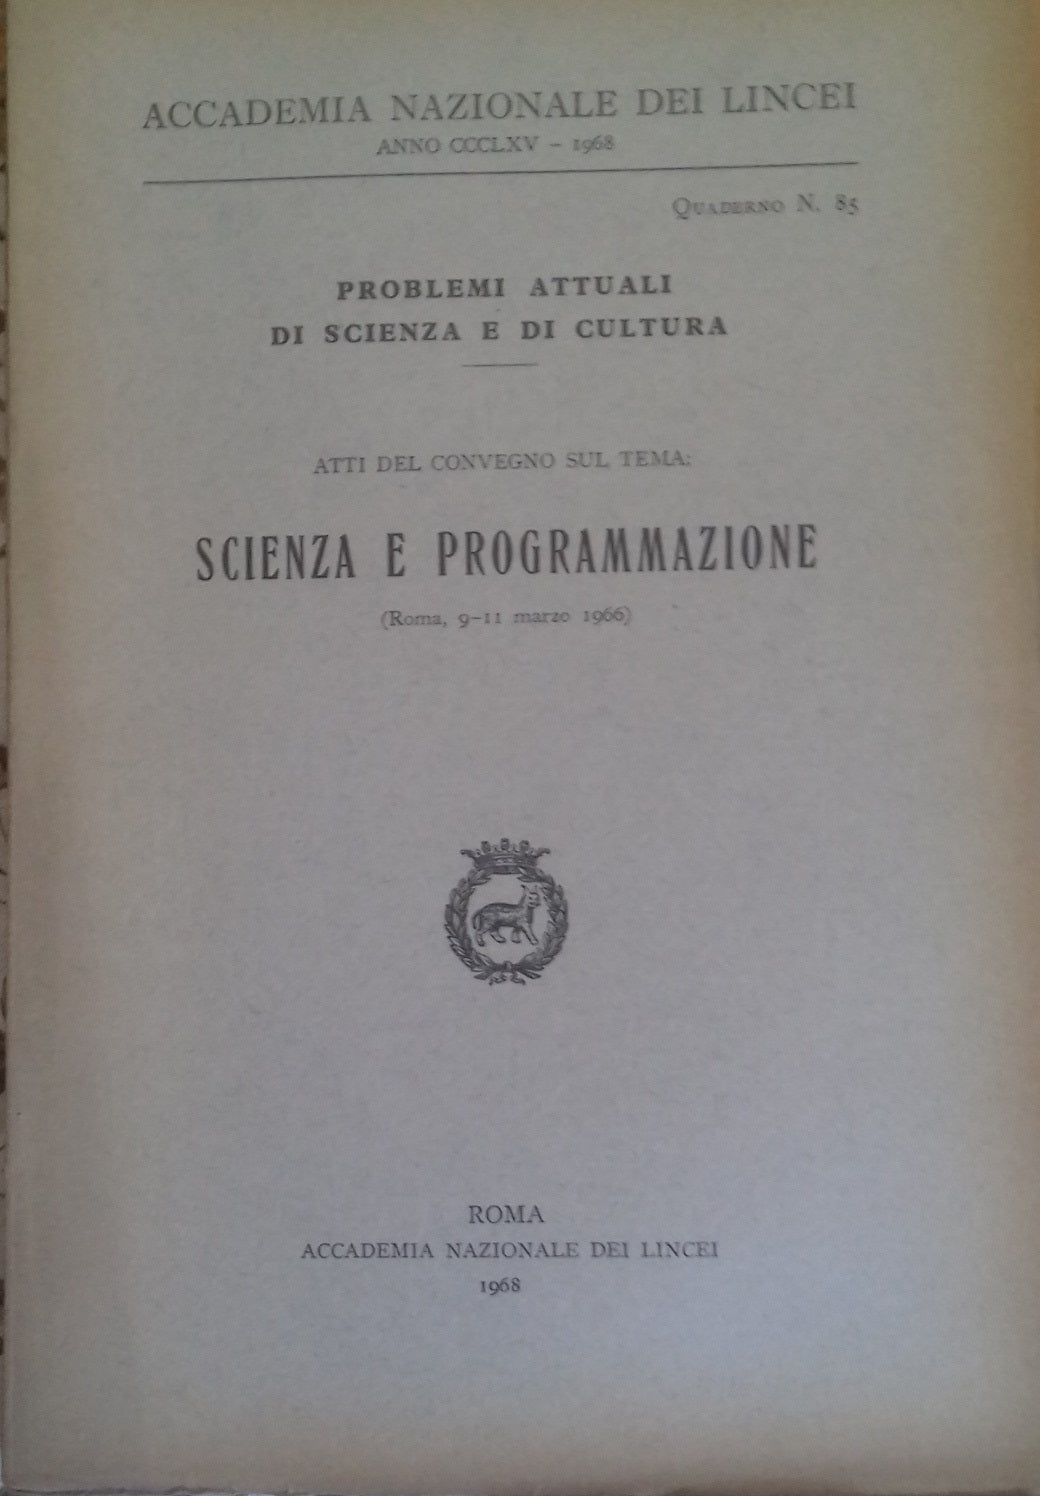 ACCADEMIA NAZIONALE DEI LINCEI
ANNO CCCLXV – 1968
QUADERNO N. 85
PROBLEMI ATTUALI
DI SCIENZA E DI CULTURA
ATTI DEL CONVEGNO SUL TEMA:
SCIENZA E PROGRAMMAZIONE
(Roma, 9–11 marzo 1966)
ROMA
ACCADEMIA NAZIONALE DEI LINCEI
1968